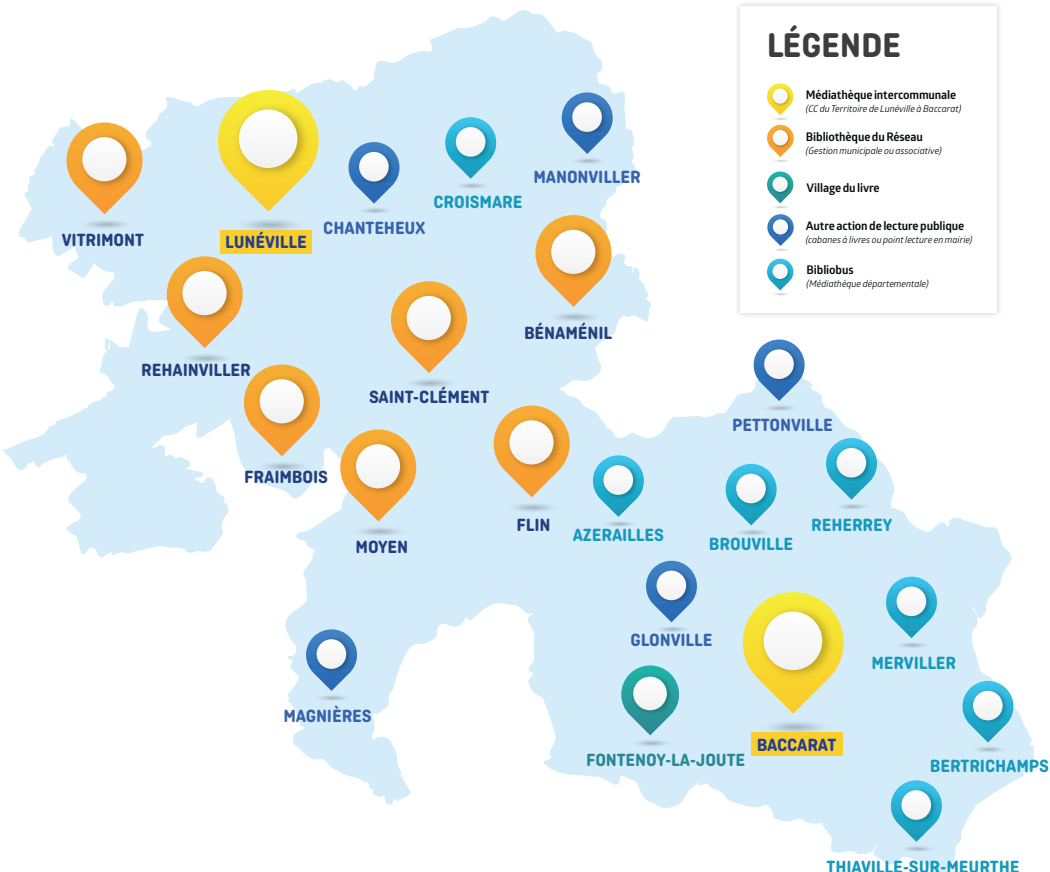 LÉGENDE
Médiathèque intercommunale
(CC du Territoire de Lunéville à Baccarat)
Bibliothèque du Réseau
(Gestion municipale ou associative)
Village du livre
Autre action de lecture publique
(cabanes à livres ou point lecture en mairie)
Bibliobus
(Médiathèque départementale)
MANONVILLER
CROISMARE
CHANTEHEUX
VITRIMONT
LUNÉVILLE
BÉNAMÉNIL
REHAINVILLER
SAINT-CLÉMENT
PETTONVILLE
FRAIMBOIS
FLIN
REHERREY
AZERAILLES
BROUVILLE
MOYEN
GLONVILLE
MERVILLER
MAGNIÈRES
BACCARAT
FONTENOY-LA-JOUTE
BERTRICHAMPS
THIAVILLE-SUR-MEURTHE